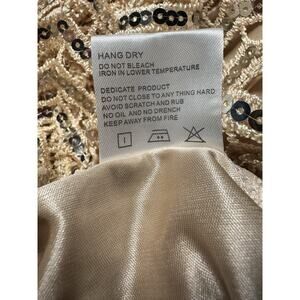 HANG DRY
DO NOT BLEACH
IRON IN LOWER TEMPERATURE
DEDICATE PRODUCT
DO NOT CLOSE TO ANY THING HARD
AVOID SCRATCH AND RUB
NO OIL AND NO DRENCH
KEEP AWAY FROM FIRE